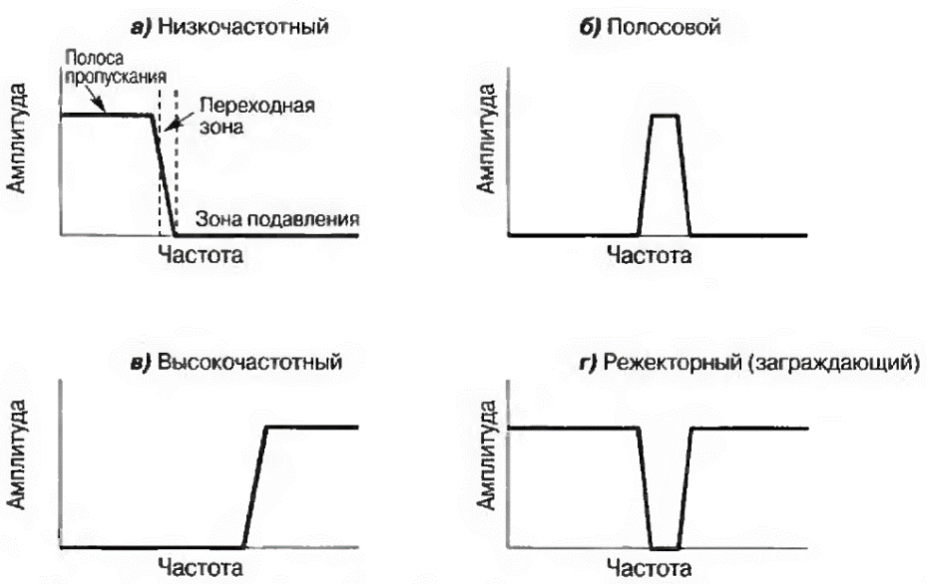 а) Низкочастотный
Полоса
пропускания
Переходная
зона
Зона подавления
Амплитуда
Частота
б) Полосовой
Амплитуда
Частота
в) Высокочастотный
Амплитуда
Частота
г) Режекторный (заграждающий)
Амплитуда
Частота